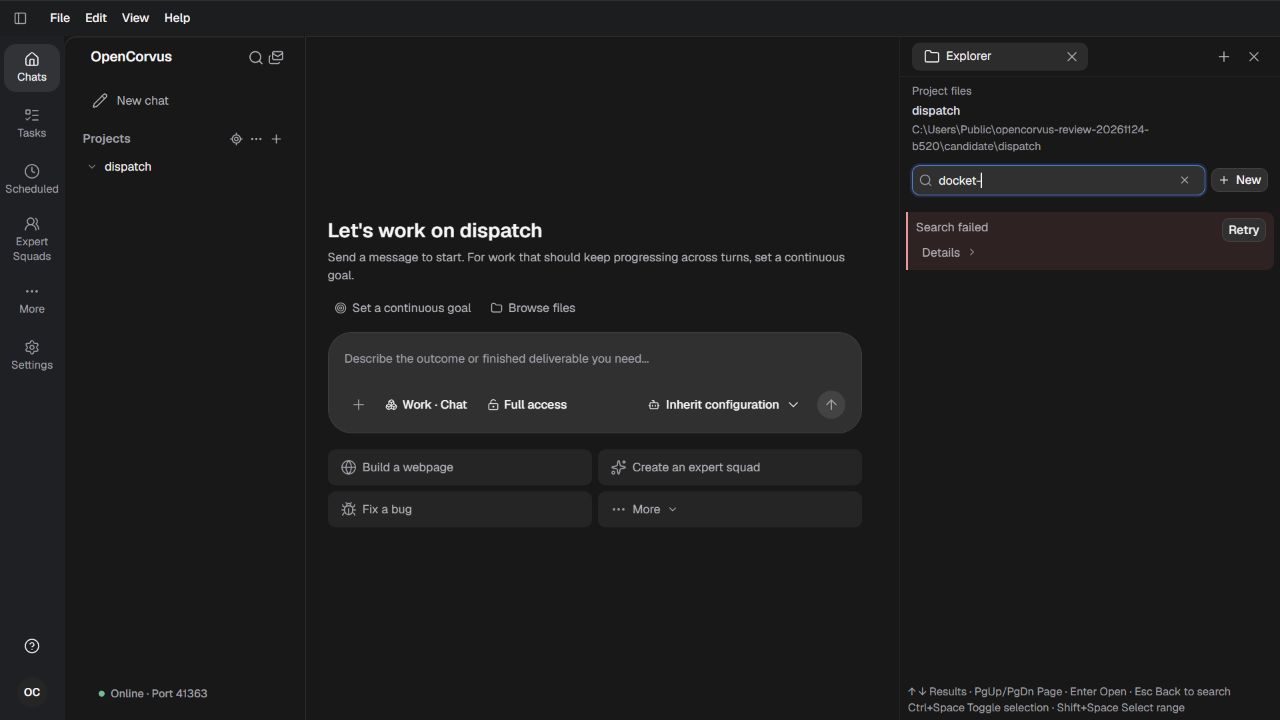 File Edit View Help
Chats
Tasks
Scheduled
Expert
Squads
More
Settings
OC
OpenCorvus
New chat
Projects
dispatch
Online · Port 41363
Let's work on dispatch
Send a message to start. For work that should keep progressing across turns, set a continuous
goal.
Set a continuous goal Browse files
Describe the outcome or finished deliverable you need...
Work · Chat Full access Inherit configuration
Build a webpage Create an expert squad
Fix a bug More
Explorer
Project files
dispatch
C:\Users\Public\opencorvus-review-20261124-
b520\candidate\dispatch
docket- New
Search failed Retry
Details
↑↓ Results · PgUp/PgDn Page · Enter Open · Esc Back to search
Ctrl+Space Toggle selection · Shift+Space Select range